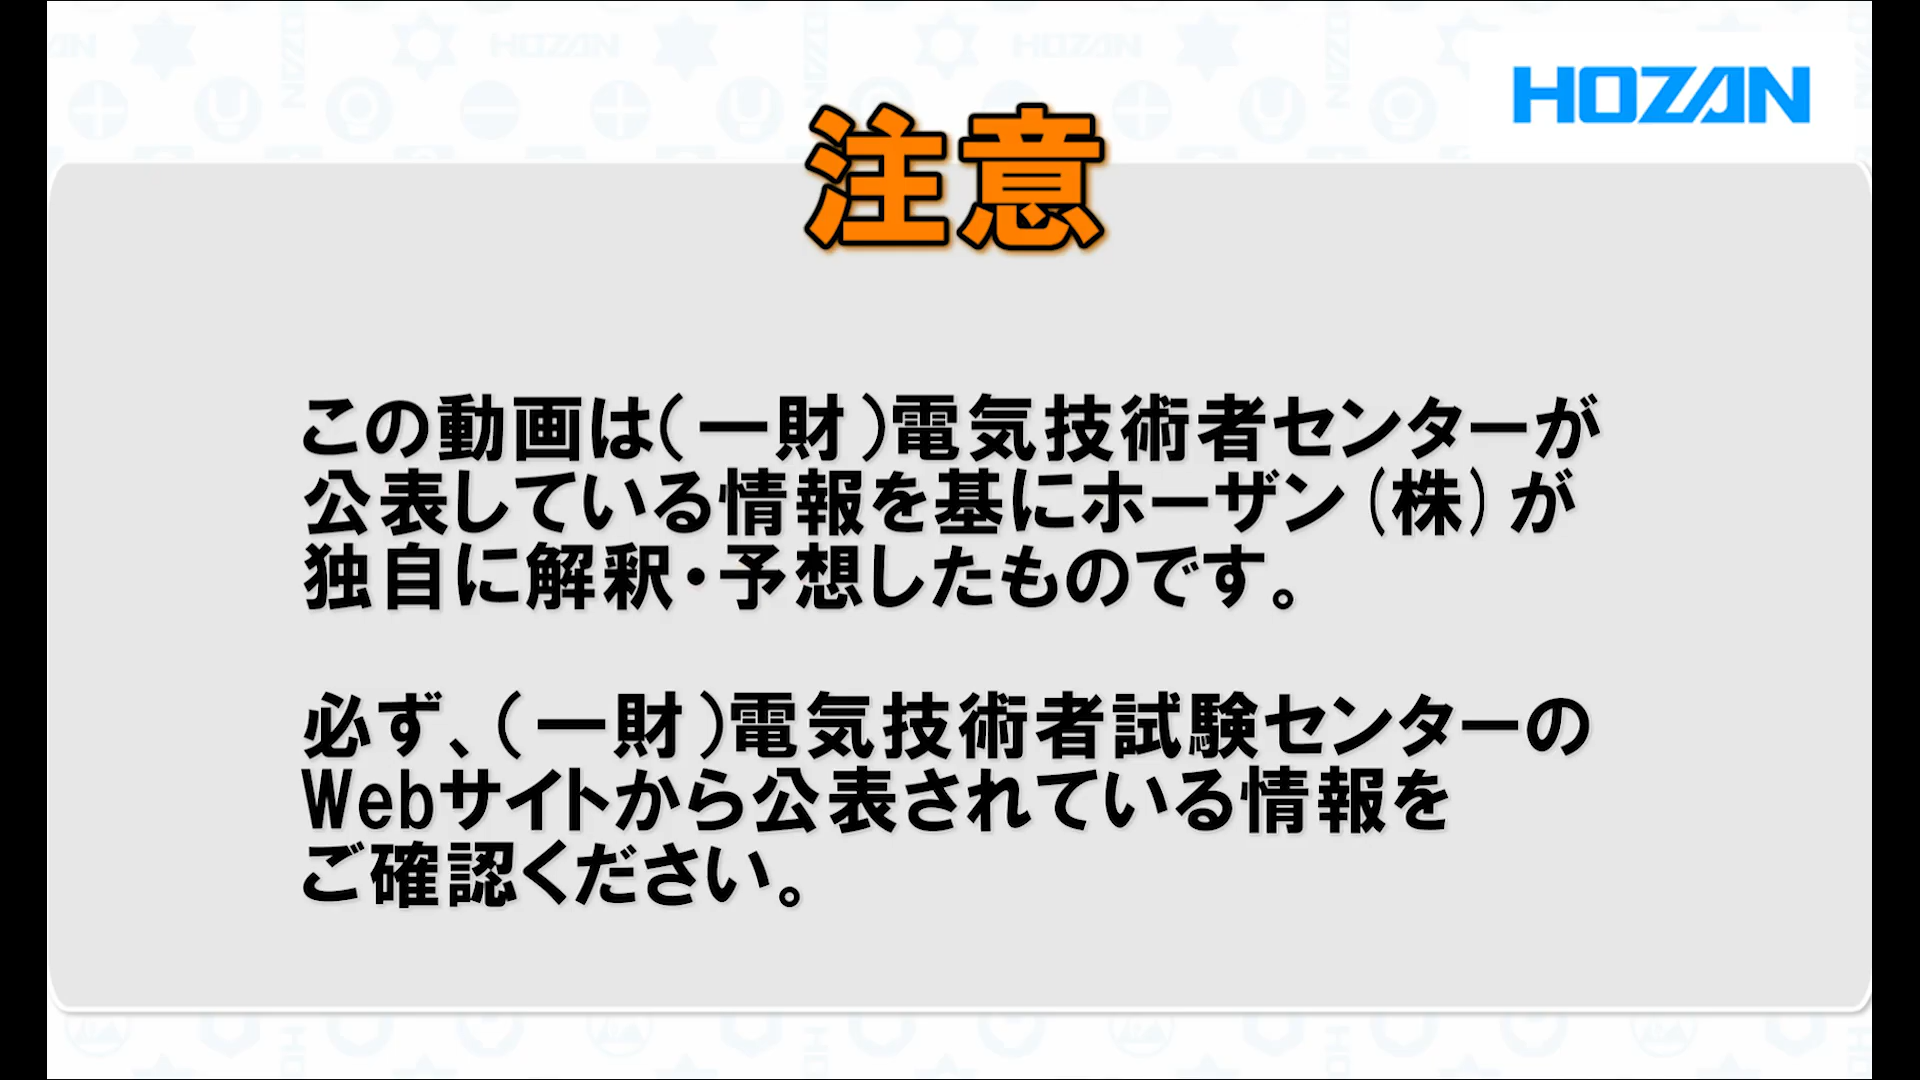 HOZAN
注意
この動画は(一財)電気技術者センターが
公表している情報を基にホーザン(株)が
独自に解釈・予想したものです。
必ず、(一財)電気技術者試験センターの
Webサイトから公表されている情報を
ご確認ください。